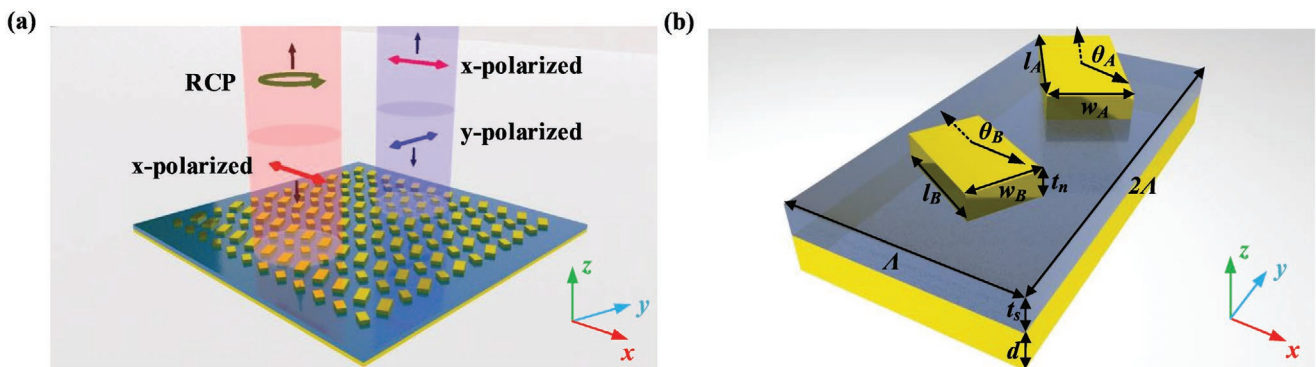 (a)
RCP
x-polarized
x-polarized
y-polarized
z
y
x
(b)
l_A
θ_A
w_A
θ_B
l_B
w_B
t_n
2Λ
Λ
t_s
d
z
y
x